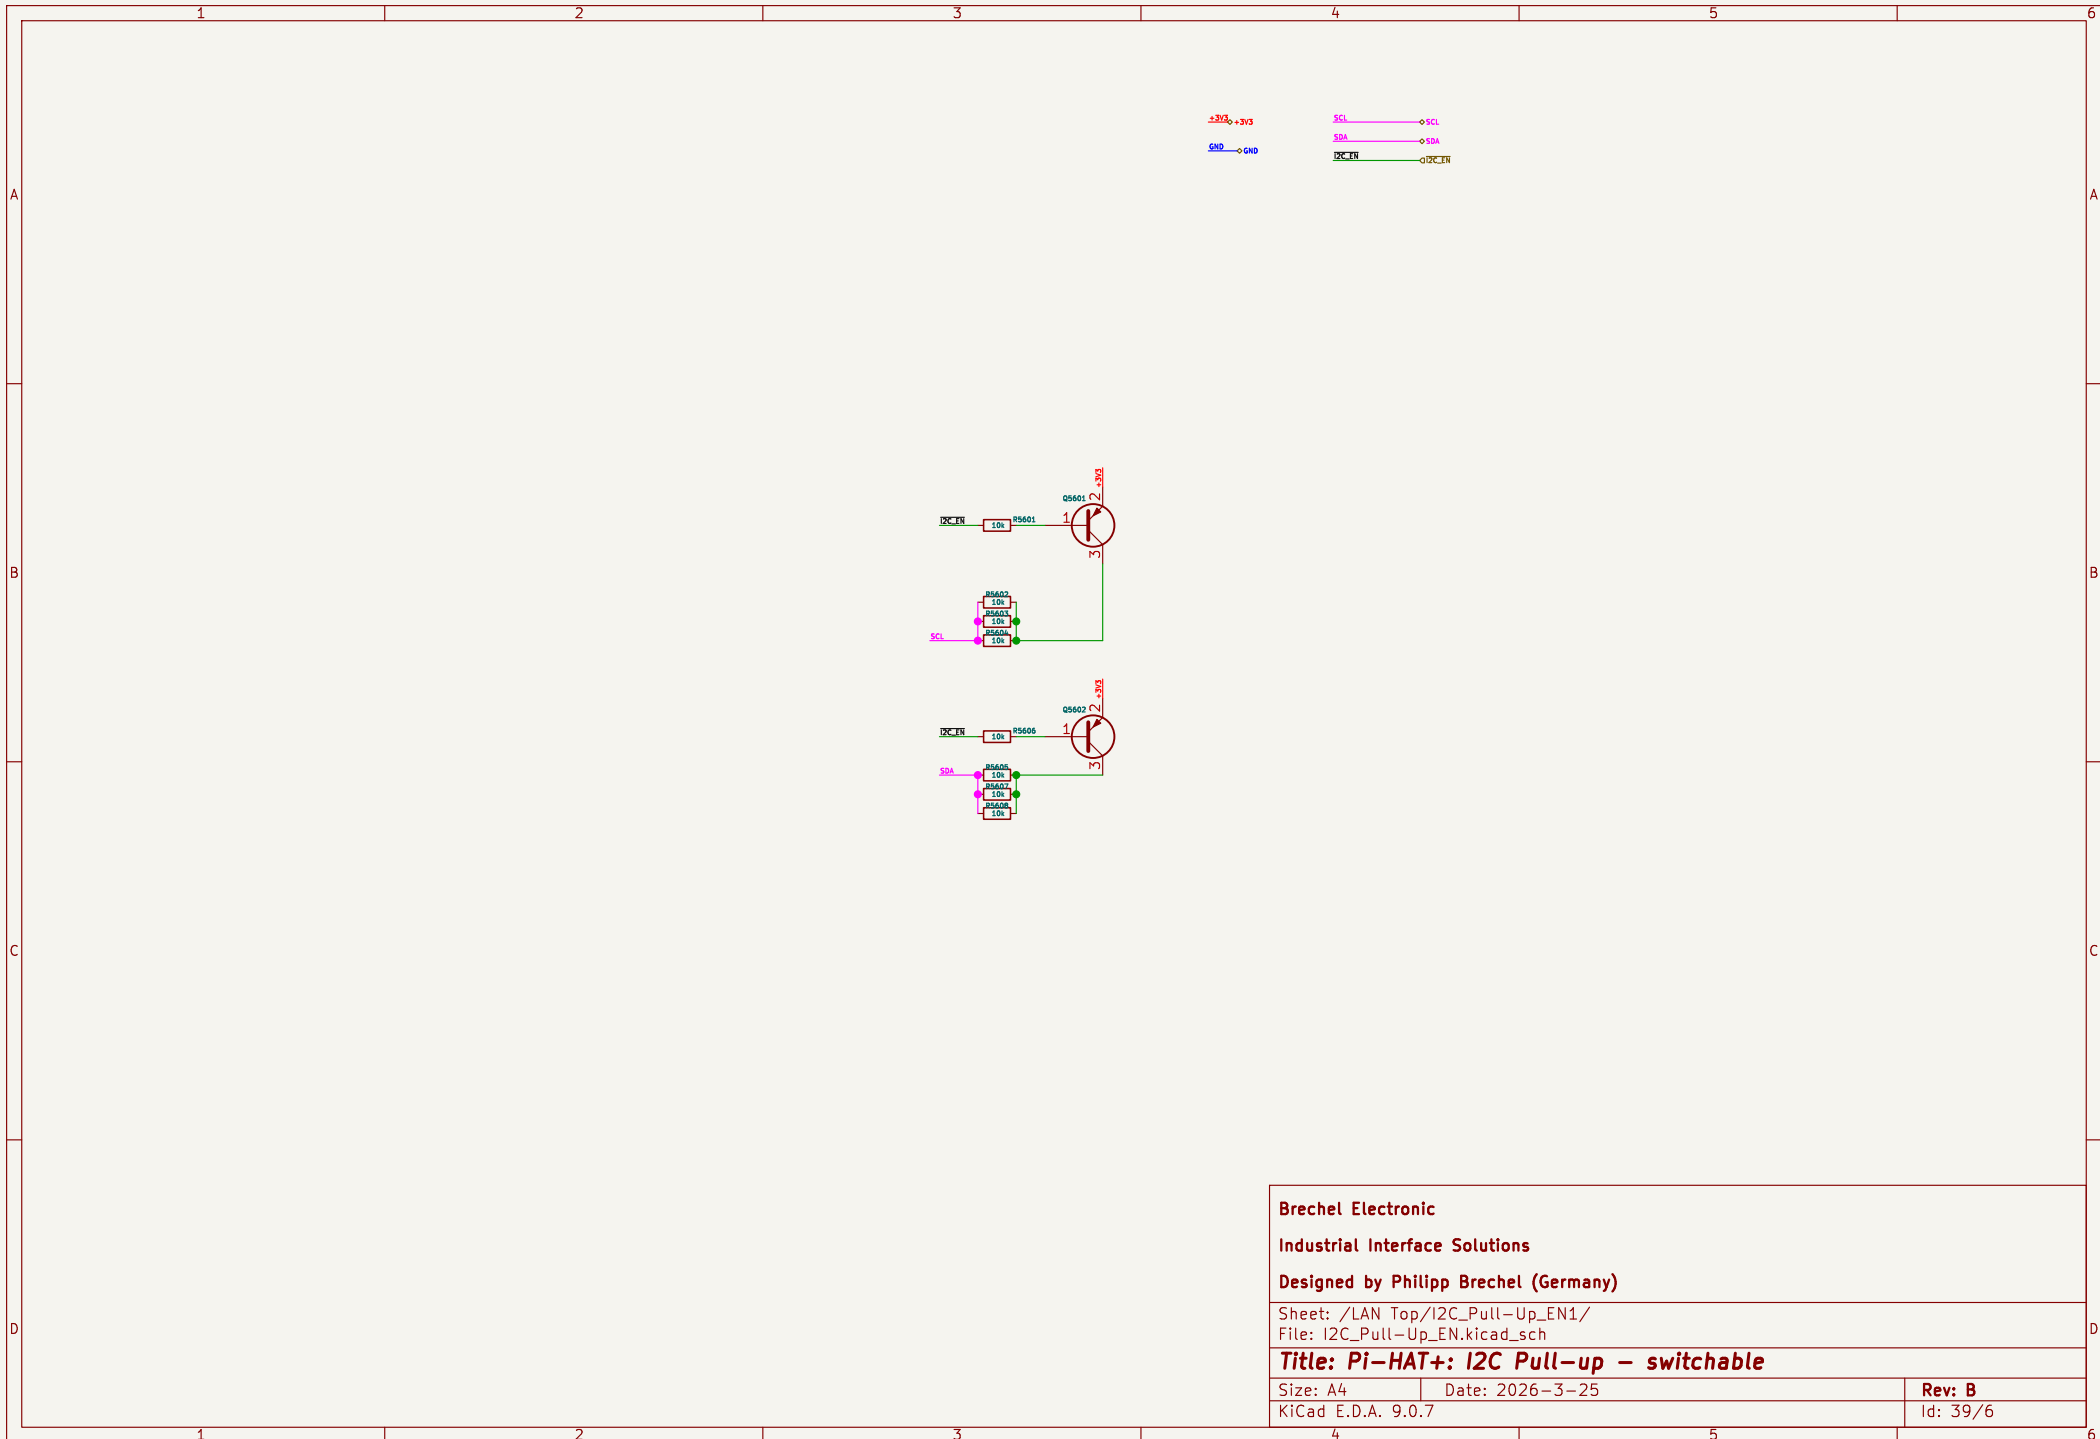 1 2 3 4 5 6
+3V3 +3V3
SCL SCL
SDA SDA
GND GND
I2C_EN I2C_EN
A A
+3V3
Q5601 2
I2C_EN 10k R5601 1
3
B B
R5602
10k
R5603
10k
R5604
SCL 10k
+3V3
Q5602 2
I2C_EN 10k R5606 1
3
R5605
SDA 10k
R5607
10k
R5608
10k
C C
Brechel Electronic
Industrial Interface Solutions
Designed by Philipp Brechel (Germany)
Sheet: /LAN Top/I2C_Pull-Up_EN1/
File: I2C_Pull-Up_EN.kicad_sch
D D
Title: Pi-HAT+: I2C Pull-up - switchable
Size: A4 Date: 2026-3-25 Rev: B
KiCad E.D.A. 9.0.7 Id: 39/6
1 2 3 4 5 6